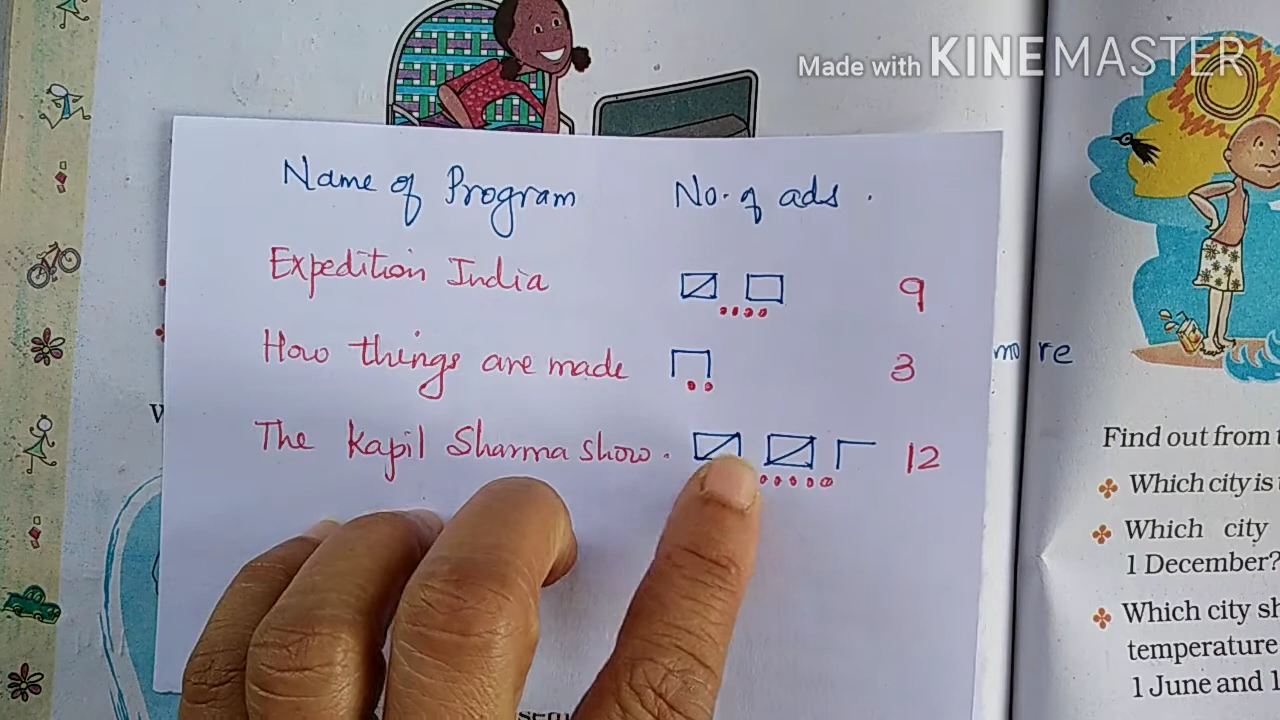 Made with KINEMASTER
Name of Program No. of ads.
Expedition India 9
How things are made 3
The Kapil Sharma show. 12
more
Find out from
Which city is
Which city
1 December?
Which city sh
temperature
1 June and 1